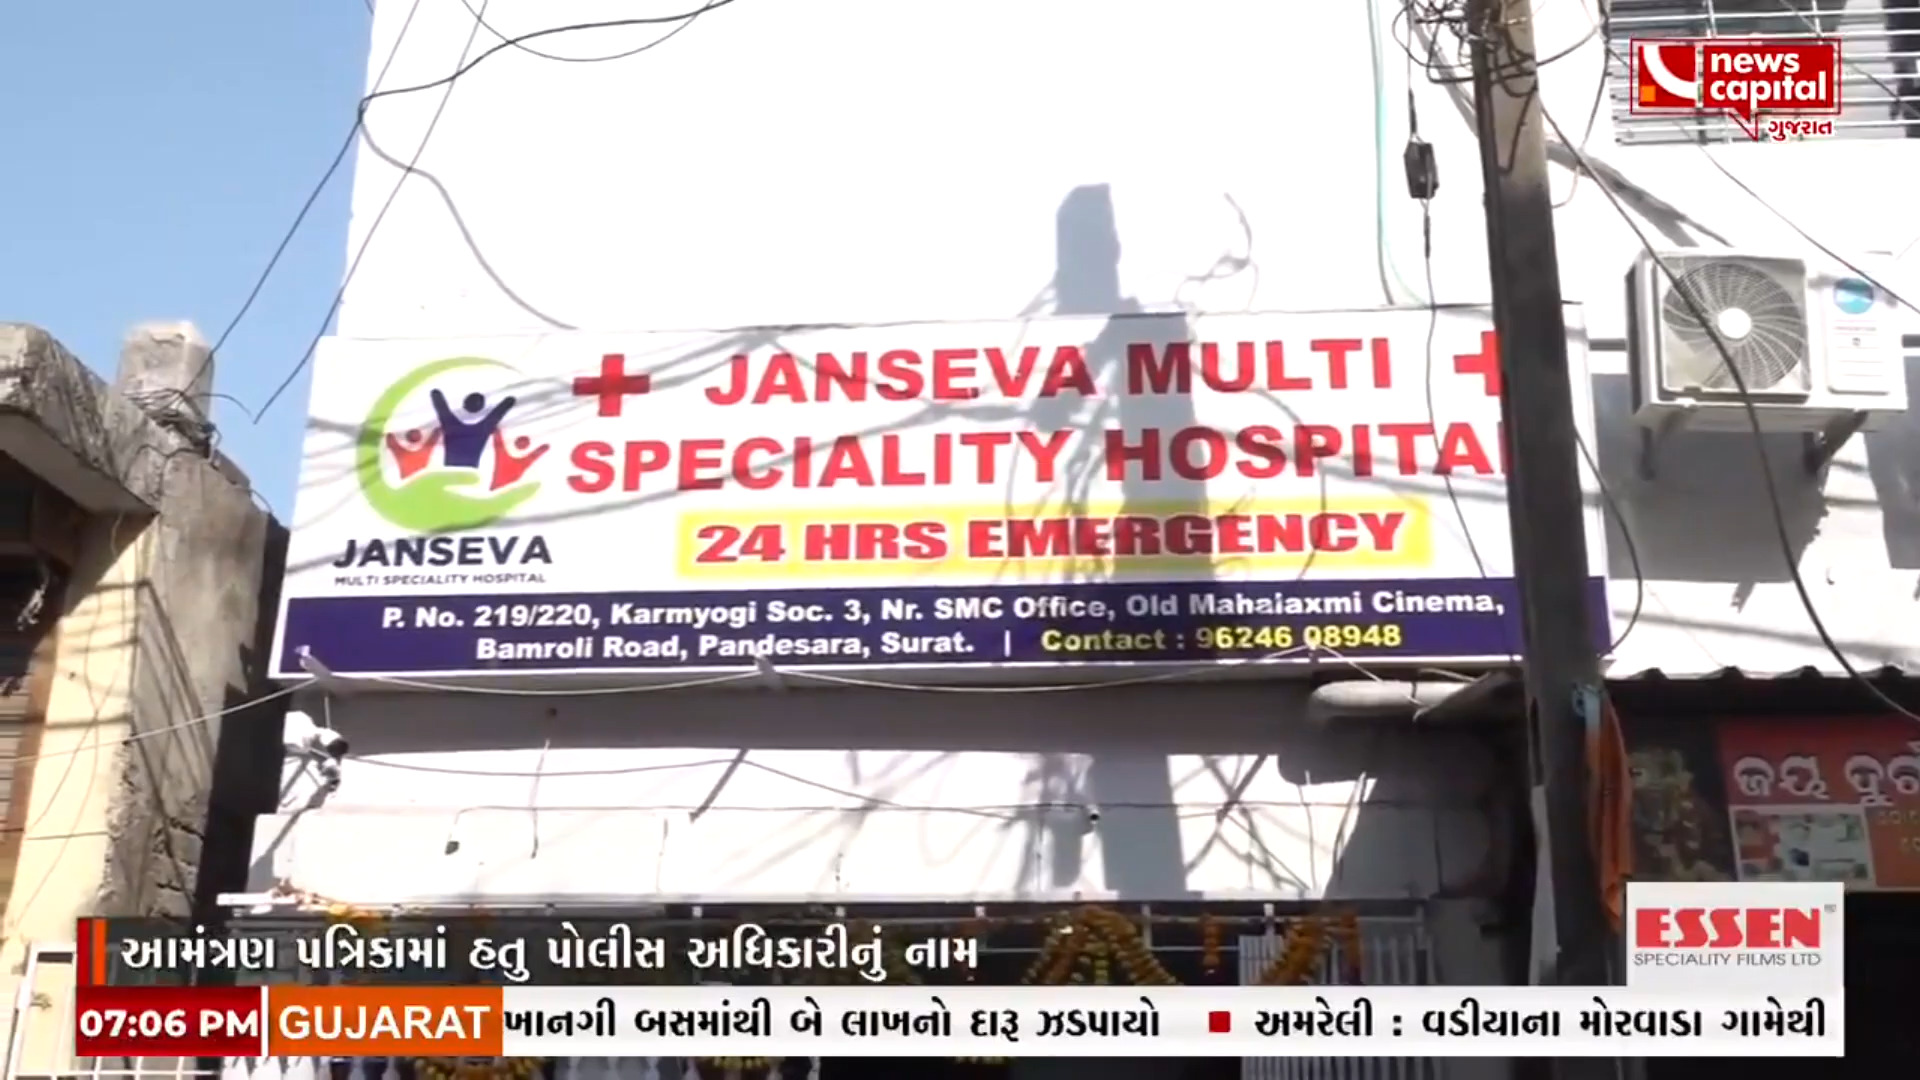 news
capital
ગુજરાત
JANSEVA MULTI
SPECIALITY HOSPITAL
24 HRS EMERGENCY
JANSEVA
MULTI SPECIALITY HOSPITAL
P. No. 219/220, Karmyogi Soc. 3, Nr. SMC Office, Old Mahalaxmi Cinema,
Bamroli Road, Pandesara, Surat. | Contact : 96246 08948
ଜୟ
ESSEN
SPECIALITY FILMS LTD
આમંત્રણ પત્રિકામાં હતુ પોલીસ અધિકારીનું નામ
07:06 PM GUJARAT ખાનગી બસમાંથી બે લાખનો દારૂ ઝડપાયો ■ અમરેલી : વડીયાના મોરવાડા ગામેથી